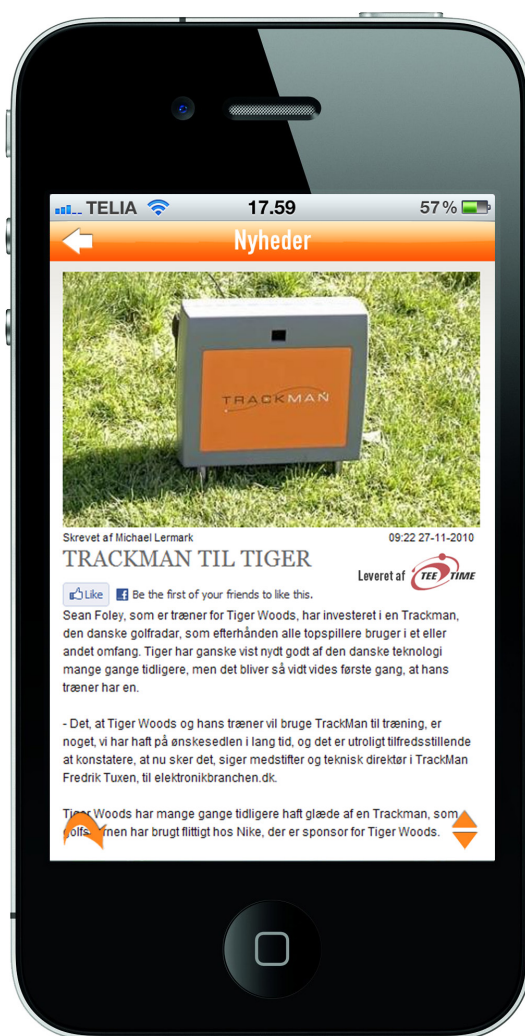 TELIA 17.59 57%
Nyheder
TRACKMAN
Skrevet af Michael Lermark 09:22 27-11-2010
TRACKMAN TIL TIGER
Leveret af TEE TIME
Like Be the first of your friends to like this.
Sean Foley, som er træner for Tiger Woods, har investeret i en Trackman,
den danske golfradar, som efterhånden alle topspillere bruger i et eller
andet omfang. Tiger har ganske vist nydt godt af den danske teknologi
mange gange tidligere, men det bliver så vidt vides første gang, at hans
træner har en.
- Det, at Tiger Woods og hans træner vil bruge TrackMan til træning, er
noget, vi har haft på ønskesedlen i lang tid, og det er utroligt tilfredsstillende
at konstatere, at nu sker det, siger medstifter og teknisk direktør i TrackMan
Fredrik Tuxen, til elektronikbranchen.dk.
Tiger Woods har mange gange tidligere haft glæde af en Trackman, som
har brugt flittigt hos Nike, der er sponsor for Tiger Woods.